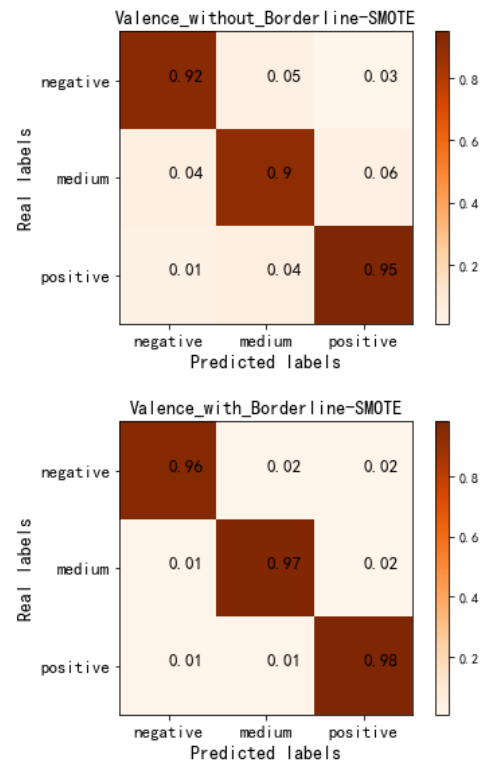 Valence_without_Borderline-SMOTE
negative 0.92 0.05 0.03
medium 0.04 0.9 0.06
positive 0.01 0.04 0.95
negative medium positive
Predicted labels
Real labels
0.8
0.6
0.4
0.2
Valence_with_Borderline-SMOTE
negative 0.96 0.02 0.02
medium 0.01 0.97 0.02
positive 0.01 0.01 0.98
negative medium positive
Predicted labels
Real labels
0.8
0.6
0.4
0.2